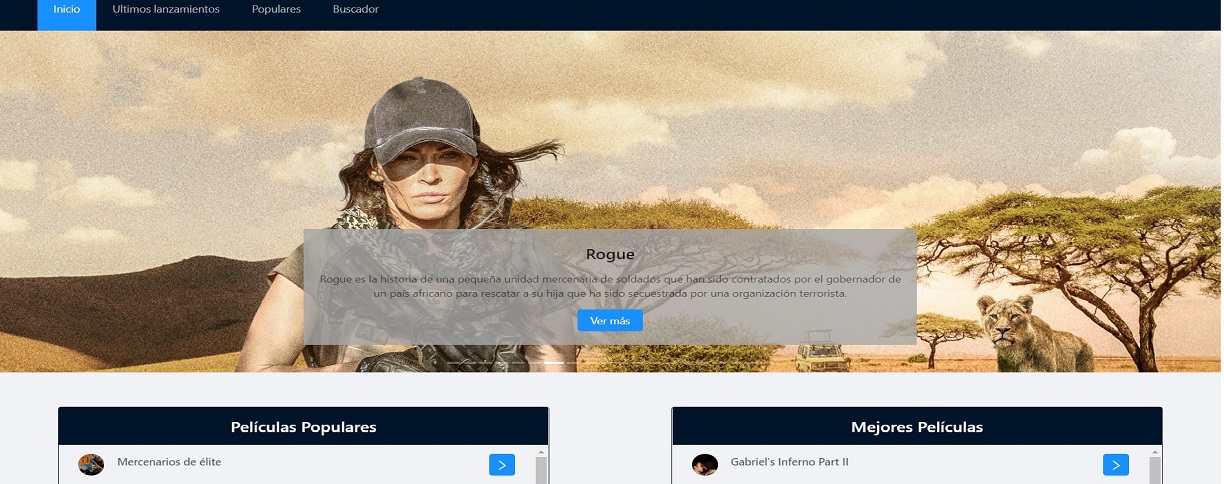 Inicio Ultimos lanzamientos Populares Buscador
Rogue
Rogue es la historia de una pequeña unidad mercenaria de soldados que han sido contratados por el gobernador de
un país africano para rescatar a su hija que ha sido secuestrada por una organización terrorista.
Ver más
Películas Populares
Mercenarios de élite
Mejores Películas
Gabriel's Inferno Part II